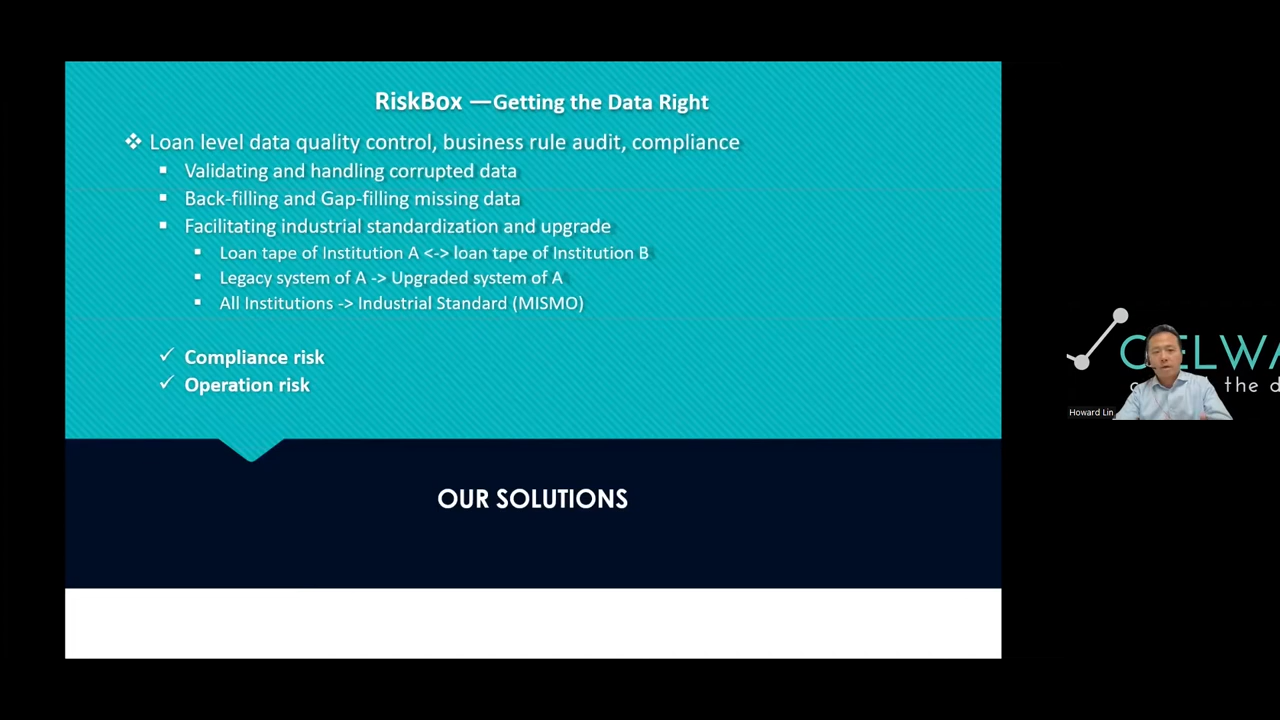 RiskBox —Getting the Data Right
Loan level data quality control, business rule audit, compliance
Validating and handling corrupted data
Back-filling and Gap-filling missing data
Facilitating industrial standardization and upgrade
Loan tape of Institution A <-> loan tape of Institution B
Legacy system of A -> Upgraded system of A
All Institutions -> Industrial Standard (MISMO)
Compliance risk
Operation risk
OUR SOLUTIONS
the
Howard Lin